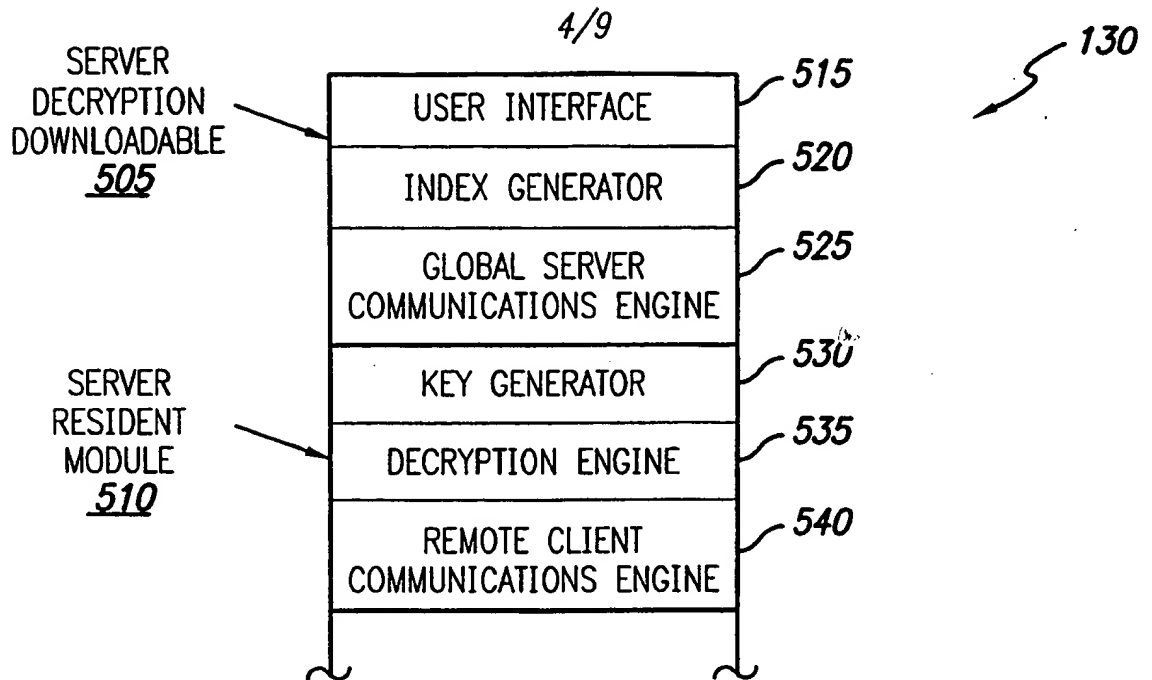 4/9
130
SERVER
DECRYPTION
DOWNLOADABLE
505
USER INTERFACE
515
INDEX GENERATOR
520
GLOBAL SERVER
COMMUNICATIONS ENGINE
525
SERVER
RESIDENT
MODULE
510
KEY GENERATOR
530
DECRYPTION ENGINE
535
REMOTE CLIENT
COMMUNICATIONS ENGINE
540